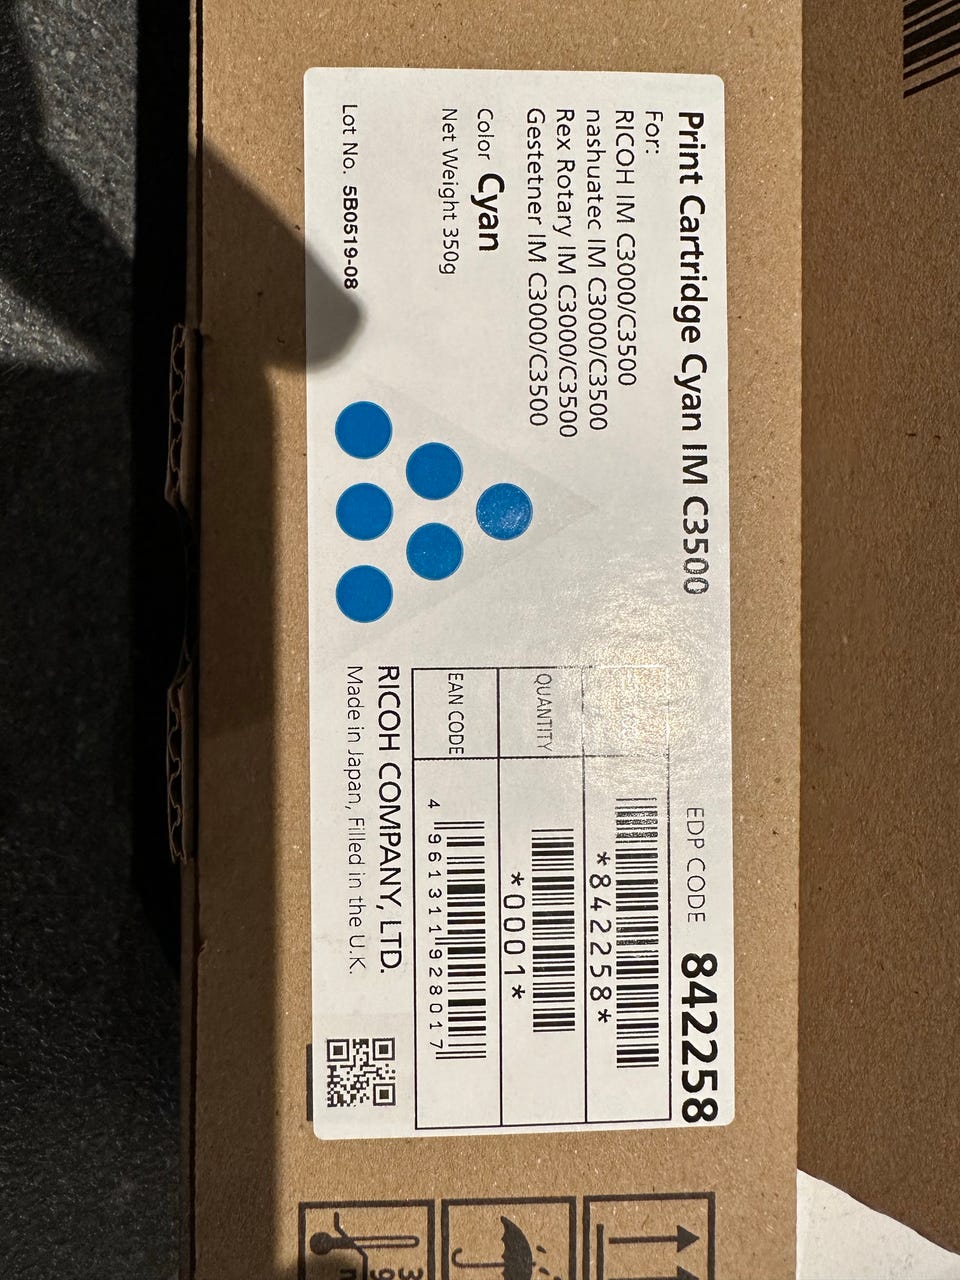 Print Cartridge Cyan IM C3500
For:
RICOH IM C3000/C3500
nashuatec IM C3000/C3500
Rex Rotary IM C3000/C3500
Gestetner IM C3000/C3500
Color Cyan
Net Weight 350g
Lot No. 5B0519-08
EDP CODE 842258
*842258*
QUANTITY
*0001*
EAN CODE
4 961311 928017
RICOH COMPANY, LTD.
Made in Japan, Filled in the U.K.